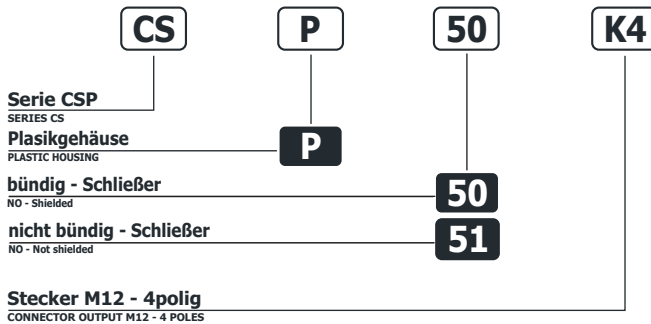 CS P 50 K4
Serie CSP
SERIES CS
Plasikgehäuse P
PLASTIC HOUSING
bündig - Schließer 50
NO - Shielded
nicht bündig - Schließer 51
NO - Not shielded
Stecker M12 - 4polig
CONNECTOR OUTPUT M12 - 4 POLES